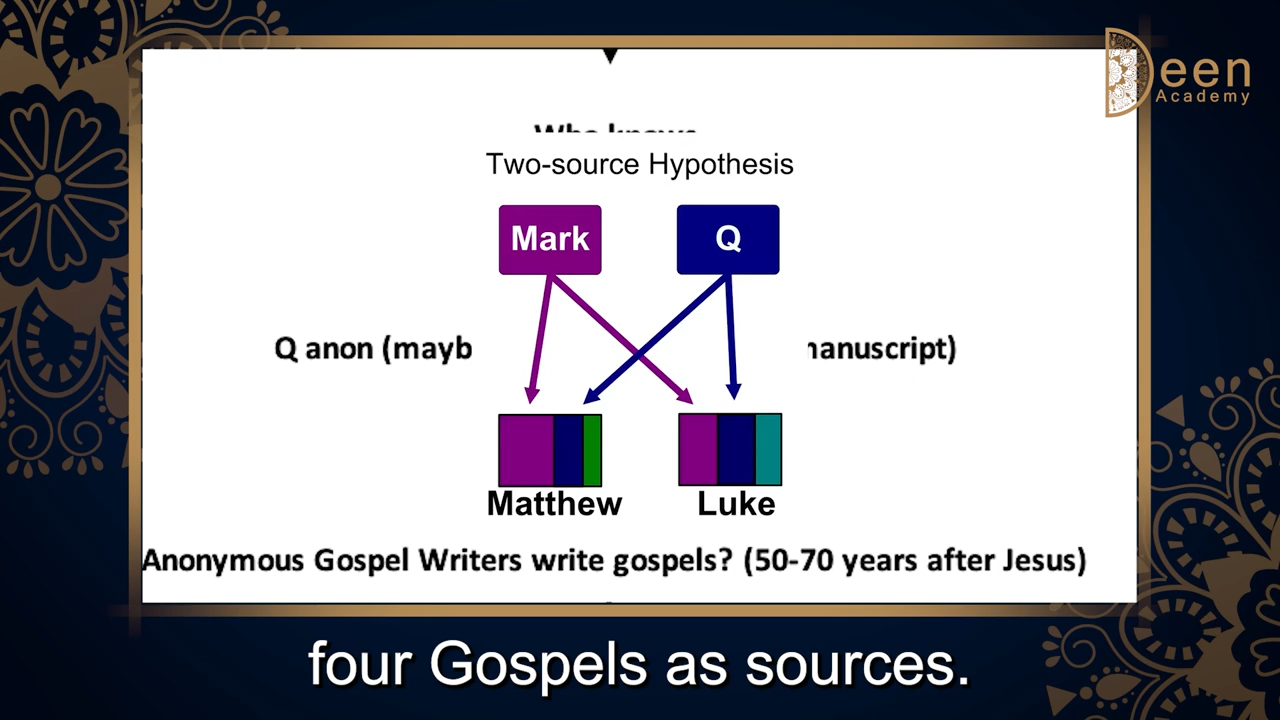 Deen
Academy
Two-source Hypothesis
Mark
Q
Q anon (mayb
anuscript)
Matthew
Luke
Anonymous Gospel Writers write gospels? (50-70 years after Jesus)
four Gospels as sources.